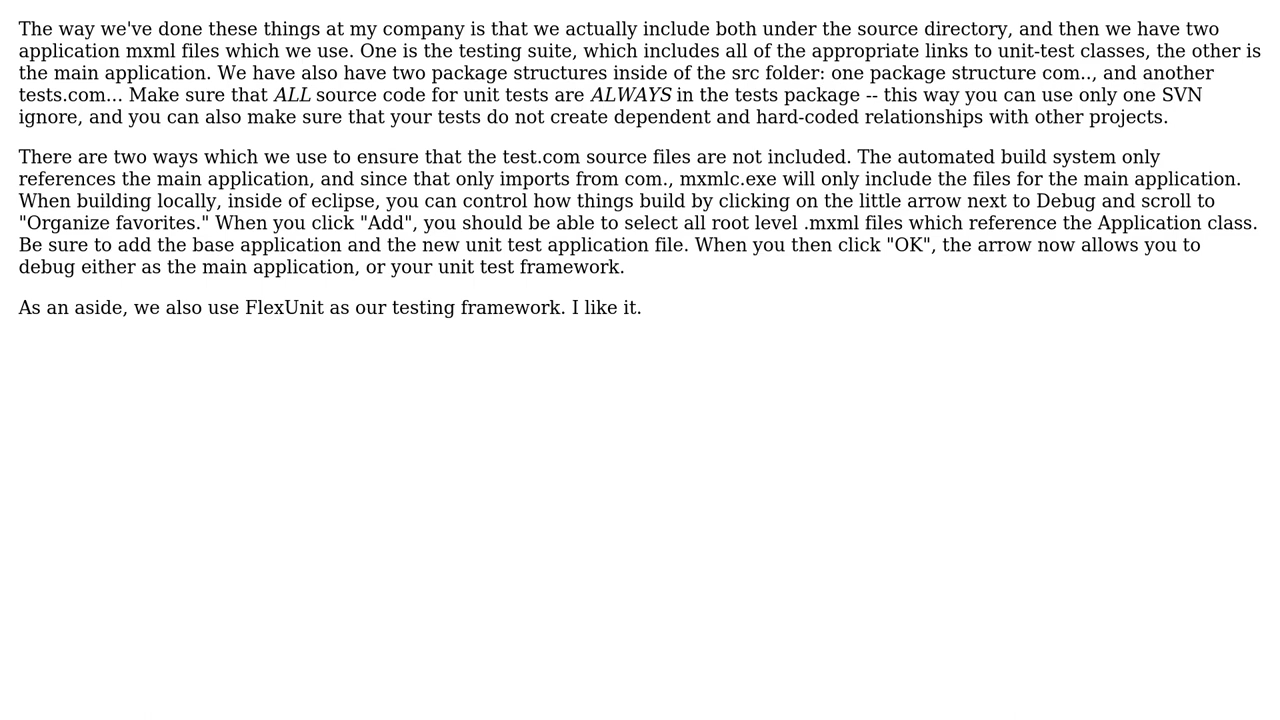 The way we've done these things at my company is that we actually include both under the source directory, and then we have two
application mxml files which we use. One is the testing suite, which includes all of the appropriate links to unit-test classes, the other is
the main application. We have also have two package structures inside of the src folder: one package structure com.., and another
tests.com... Make sure that ALL source code for unit tests are ALWAYS in the tests package -- this way you can use only one SVN
ignore, and you can also make sure that your tests do not create dependent and hard-coded relationships with other projects.
There are two ways which we use to ensure that the test.com source files are not included. The automated build system only
references the main application, and since that only imports from com., mxmlc.exe will only include the files for the main application.
When building locally, inside of eclipse, you can control how things build by clicking on the little arrow next to Debug and scroll to
"Organize favorites." When you click "Add", you should be able to select all root level .mxml files which reference the Application class.
Be sure to add the base application and the new unit test application file. When you then click "OK", the arrow now allows you to
debug either as the main application, or your unit test framework.
As an aside, we also use FlexUnit as our testing framework. I like it.